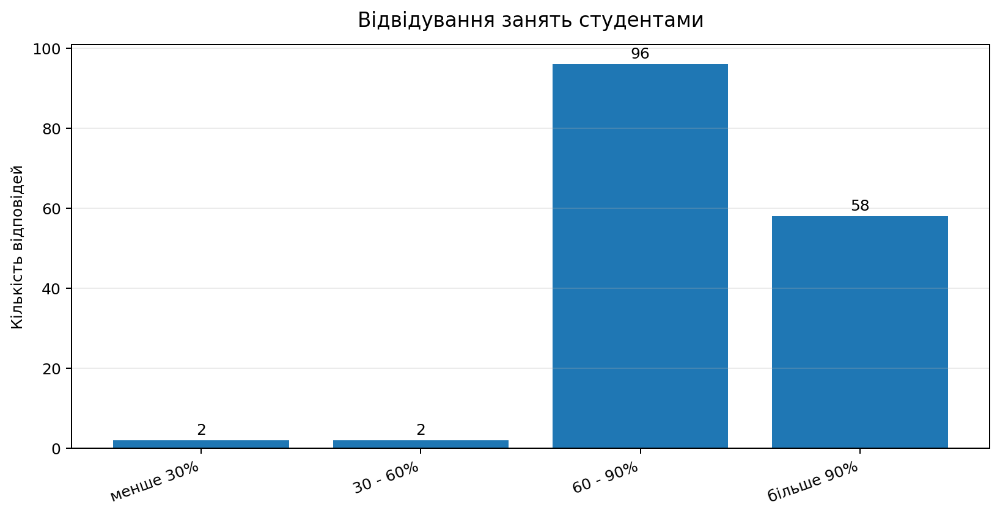 Відвідування занять студентами
Кількість відповідей
100
80
60
40
20
0
2
2
96
58
менше 30%
30 - 60%
60 - 90%
більше 90%